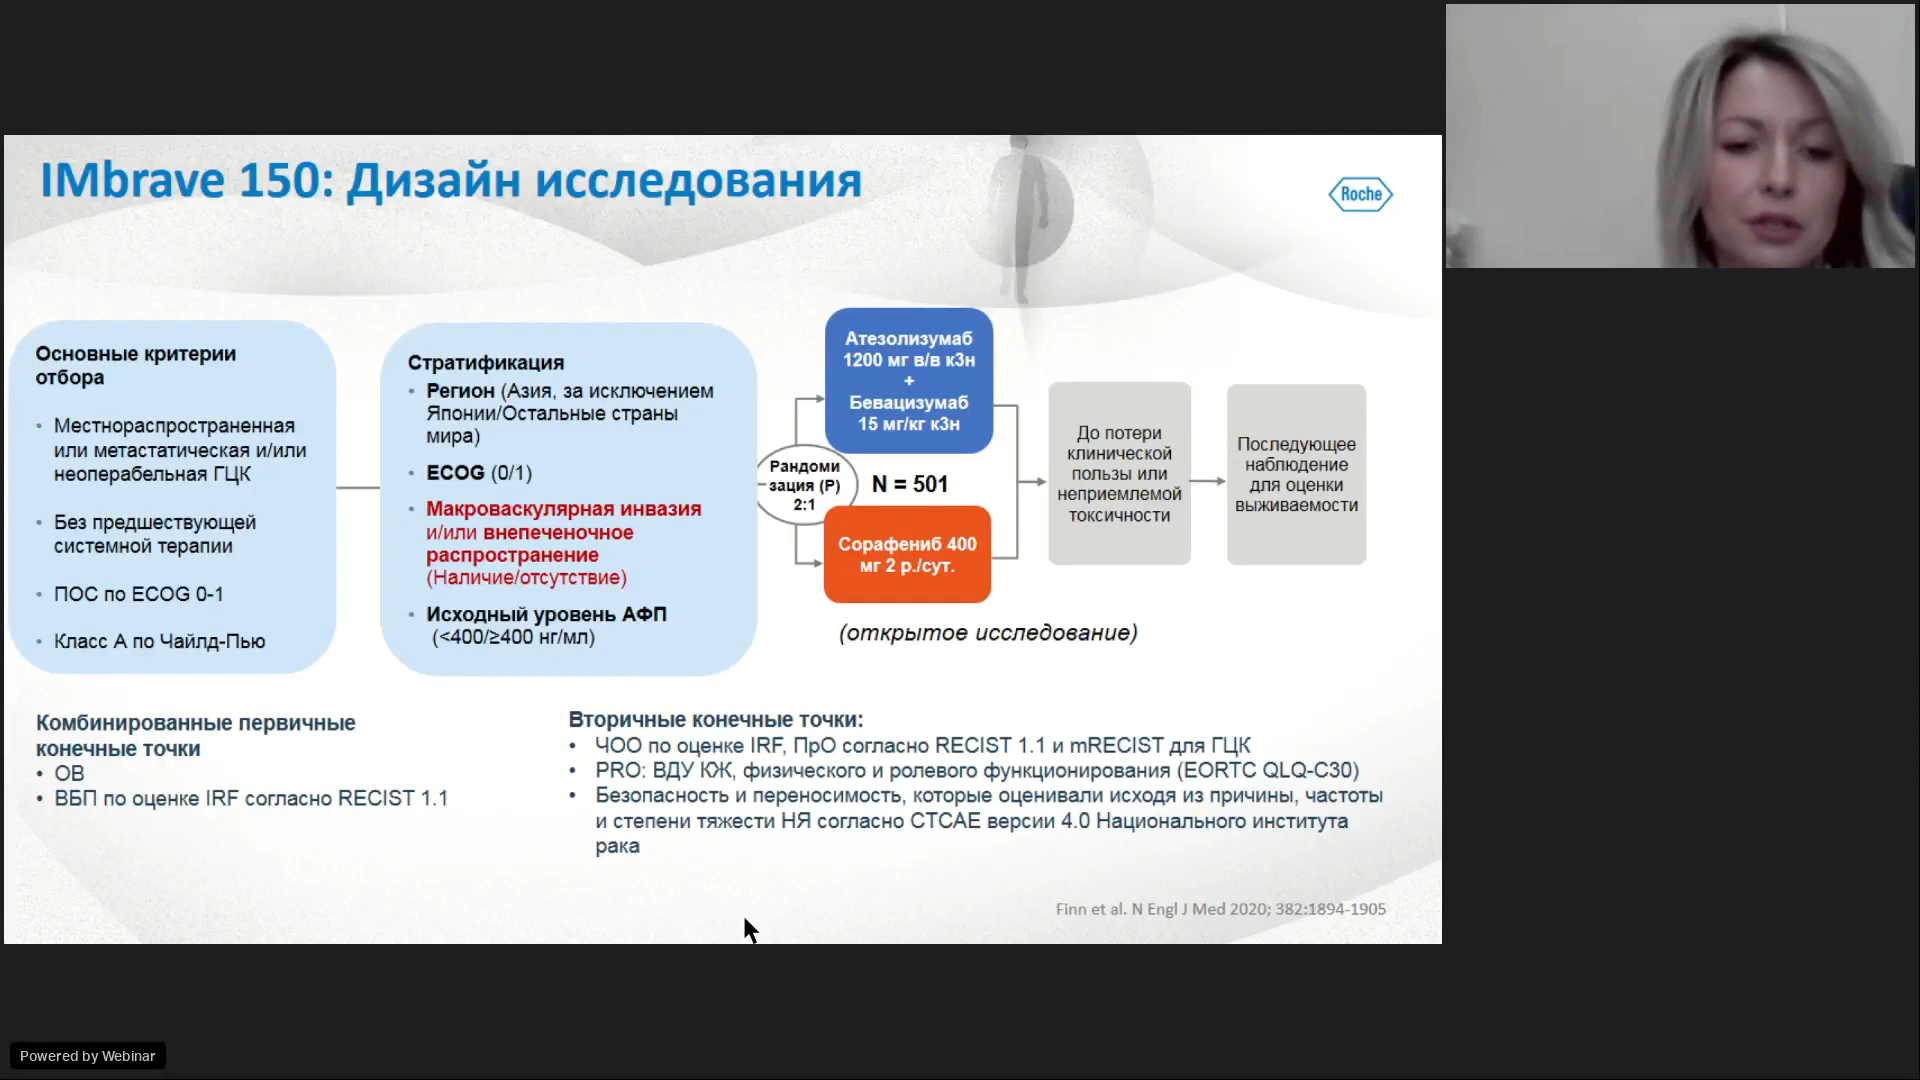 IMbrave 150: Дизайн исследования
Roche
Основные критерии
отбора
• Местнораспространенная
или метастатическая и/или
неоперабельная ГЦК
• Без предшествующей
системной терапии
• ПОС по ECOG 0-1
• Класс А по Чайлд-Пью
Стратификация
• Регион (Азия, за исключением
Японии/Остальные страны
мира)
• ECOG (0/1)
• Макроваскулярная инвазия
и/или внепеченочное
распространение
(Наличие/отсутствие)
• Исходный уровень АФП
(<400/≥400 нг/мл)
Рандоми
зация (Р)
2:1
Атезолизумаб
1200 мг в/в к3н
+
Бевацизумаб
15 мг/кг к3н
N = 501
Сорафениб 400
мг 2 р./сут.
(открытое исследование)
До потери
клинической
пользы или
неприемлемой
токсичности
Последующее
наблюдение
для оценки
выживаемости
Комбинированные первичные
конечные точки
• ОВ
• ВБП по оценке IRF согласно RECIST 1.1
Вторичные конечные точки:
• ЧОО по оценке IRF, ПрО согласно RECIST 1.1 и mRECIST для ГЦК
• PRO: ВДУ КЖ, физического и ролевого функционирования (EORTC QLQ-C30)
• Безопасность и переносимость, которые оценивали исходя из причины, частоты
и степени тяжести НЯ согласно CTCAE версии 4.0 Национального института
рака
Finn et al. N Engl J Med 2020; 382:1894-1905
Powered by Webinar